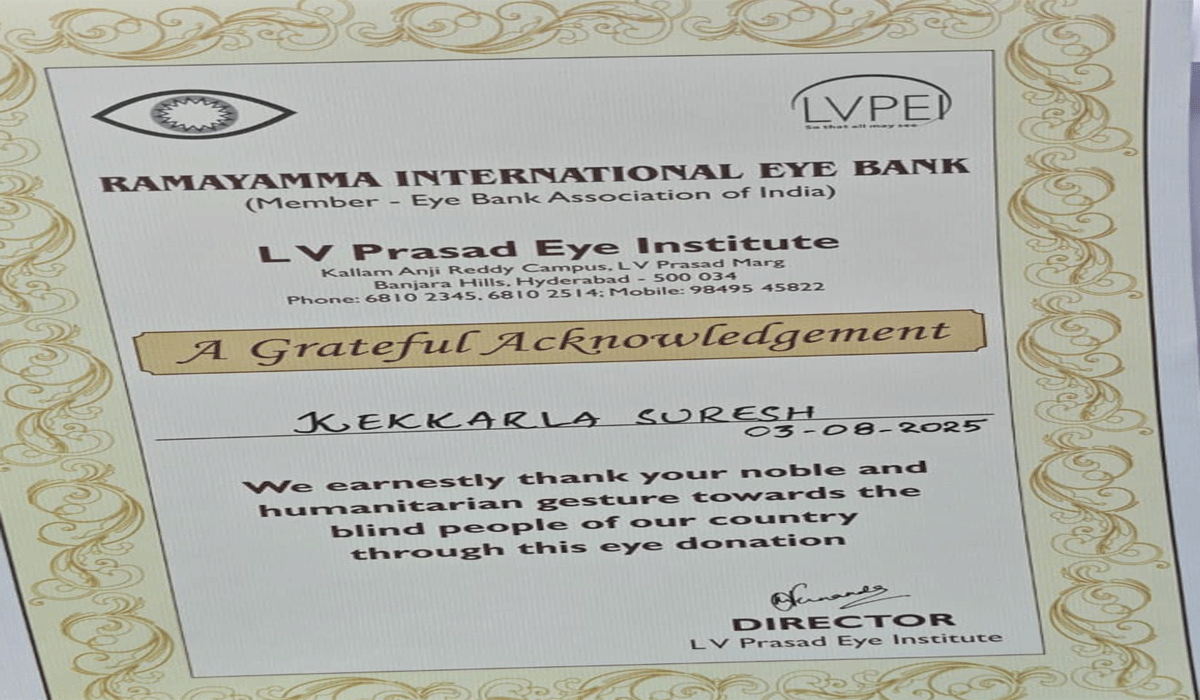 LVPEI
So that all may see
RAMAYAMMA INTERNATIONAL EYE BANK
(Member - Eye Bank Association of India)
L V Prasad Eye Institute
Kallam Anji Reddy Campus, L V Prasad Marg
Banjara Hills, Hyderabad - 500 034
Phone: 6810 2345, 6810 2514; Mobile: 98495 45822
A Grateful Acknowledgement
KEKKARLA SURESH
03-08-2025
We earnestly thank your noble and
humanitarian gesture towards the
blind people of our country
through this eye donation
DIRECTOR
L V Prasad Eye Institute